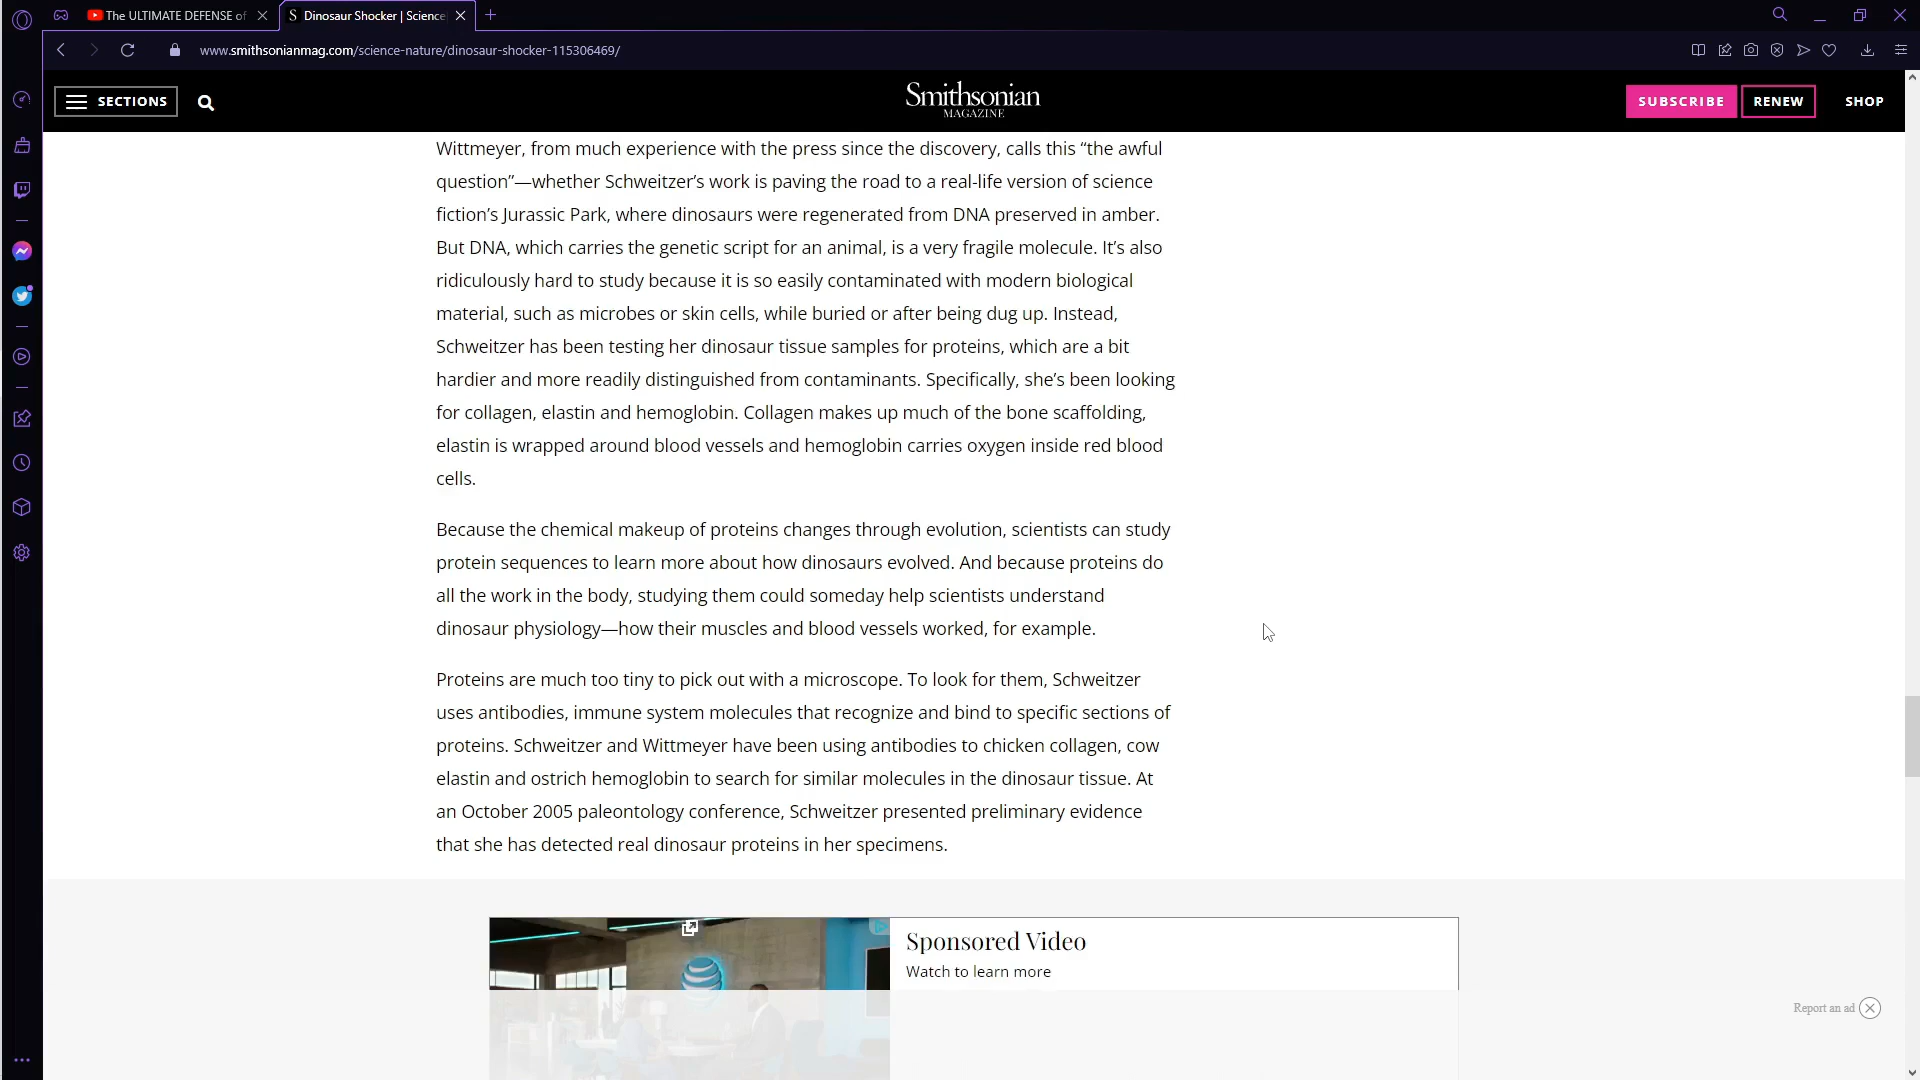 The ULTIMATE DEFENSE of
Dinosaur Shocker | Science
www.smithsonianmag.com/science-nature/dinosaur-shocker-115306469/
SECTIONS
Smithsonian
MAGAZINE
SUBSCRIBE
RENEW
SHOP
Wittmeyer, from much experience with the press since the discovery, calls this “the awful
question”—whether Schweitzer’s work is paving the road to a real-life version of science
fiction’s Jurassic Park, where dinosaurs were regenerated from DNA preserved in amber.
But DNA, which carries the genetic script for an animal, is a very fragile molecule. It’s also
ridiculously hard to study because it is so easily contaminated with modern biological
material, such as microbes or skin cells, while buried or after being dug up. Instead,
Schweitzer has been testing her dinosaur tissue samples for proteins, which are a bit
hardier and more readily distinguished from contaminants. Specifically, she’s been looking
for collagen, elastin and hemoglobin. Collagen makes up much of the bone scaffolding,
elastin is wrapped around blood vessels and hemoglobin carries oxygen inside red blood
cells.
Because the chemical makeup of proteins changes through evolution, scientists can study
protein sequences to learn more about how dinosaurs evolved. And because proteins do
all the work in the body, studying them could someday help scientists understand
dinosaur physiology—how their muscles and blood vessels worked, for example.
Proteins are much too tiny to pick out with a microscope. To look for them, Schweitzer
uses antibodies, immune system molecules that recognize and bind to specific sections of
proteins. Schweitzer and Wittmeyer have been using antibodies to chicken collagen, cow
elastin and ostrich hemoglobin to search for similar molecules in the dinosaur tissue. At
an October 2005 paleontology conference, Schweitzer presented preliminary evidence
that she has detected real dinosaur proteins in her specimens.
Sponsored Video
Watch to learn more
Report an ad